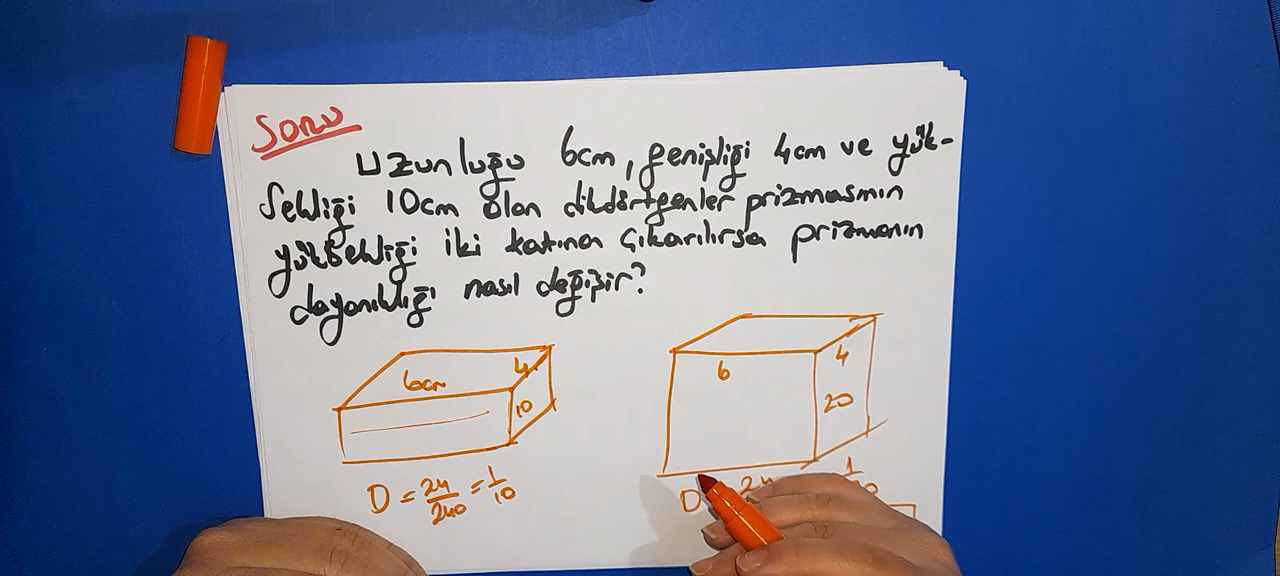 SORU
Uzunluğu 6cm, genişliği 4cm ve yük-
sekliği 10cm olan dikdörtgenler prizmasının
yüksekliği iki katına çıkarılırsa prizmanın
dayanıklılığı nasıl değişir?
6cm 4 10
6 4 20
D = 24/240 = 1/10
D